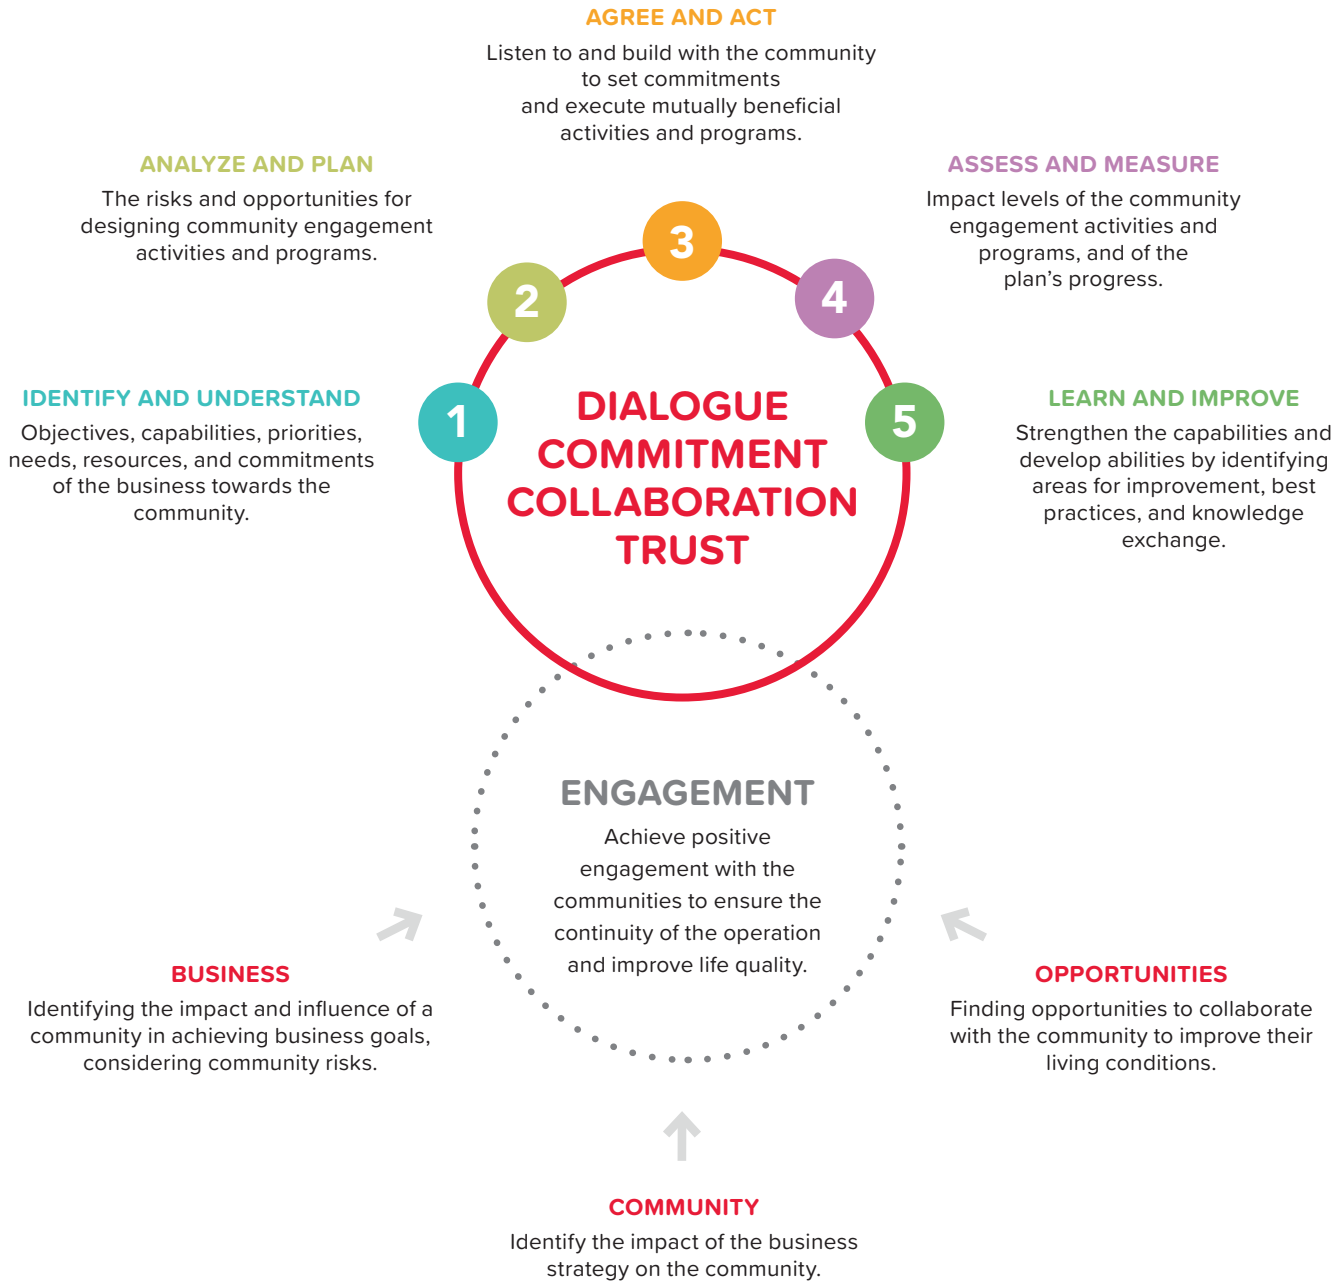 AGREE AND ACT
Listen to and build with the community
to set commitments
and execute mutually beneficial
activities and programs.
ANALYZE AND PLAN
The risks and opportunities for
designing community engagement
activities and programs.
ASSESS AND MEASURE
Impact levels of the community
engagement activities and
programs, and of the
plan’s progress.
3
2
4
IDENTIFY AND UNDERSTAND
Objectives, capabilities, priorities,
needs, resources, and commitments
of the business towards the
community.
1
DIALOGUE
COMMITMENT
COLLABORATION
TRUST
5
LEARN AND IMPROVE
Strengthen the capabilities and
develop abilities by identifying
areas for improvement, best
practices, and knowledge
exchange.
ENGAGEMENT
Achieve positive
engagement with the
communities to ensure the
continuity of the operation
and improve life quality.
BUSINESS
Identifying the impact and influence of a
community in achieving business goals,
considering community risks.
OPPORTUNITIES
Finding opportunities to collaborate
with the community to improve their
living conditions.
COMMUNITY
Identify the impact of the business
strategy on the community.